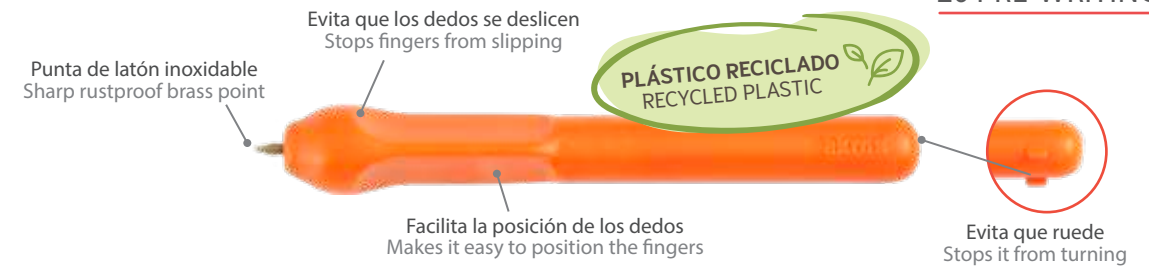 Evita que los dedos se deslicen
Stops fingers from slipping
Punta de latón inoxidable
Sharp rustproof brass point
PLÁSTICO RECICLADO
RECYCLED PLASTIC
Facilita la posición de los dedos
Makes it easy to position the fingers
Evita que ruede
Stops it from turning